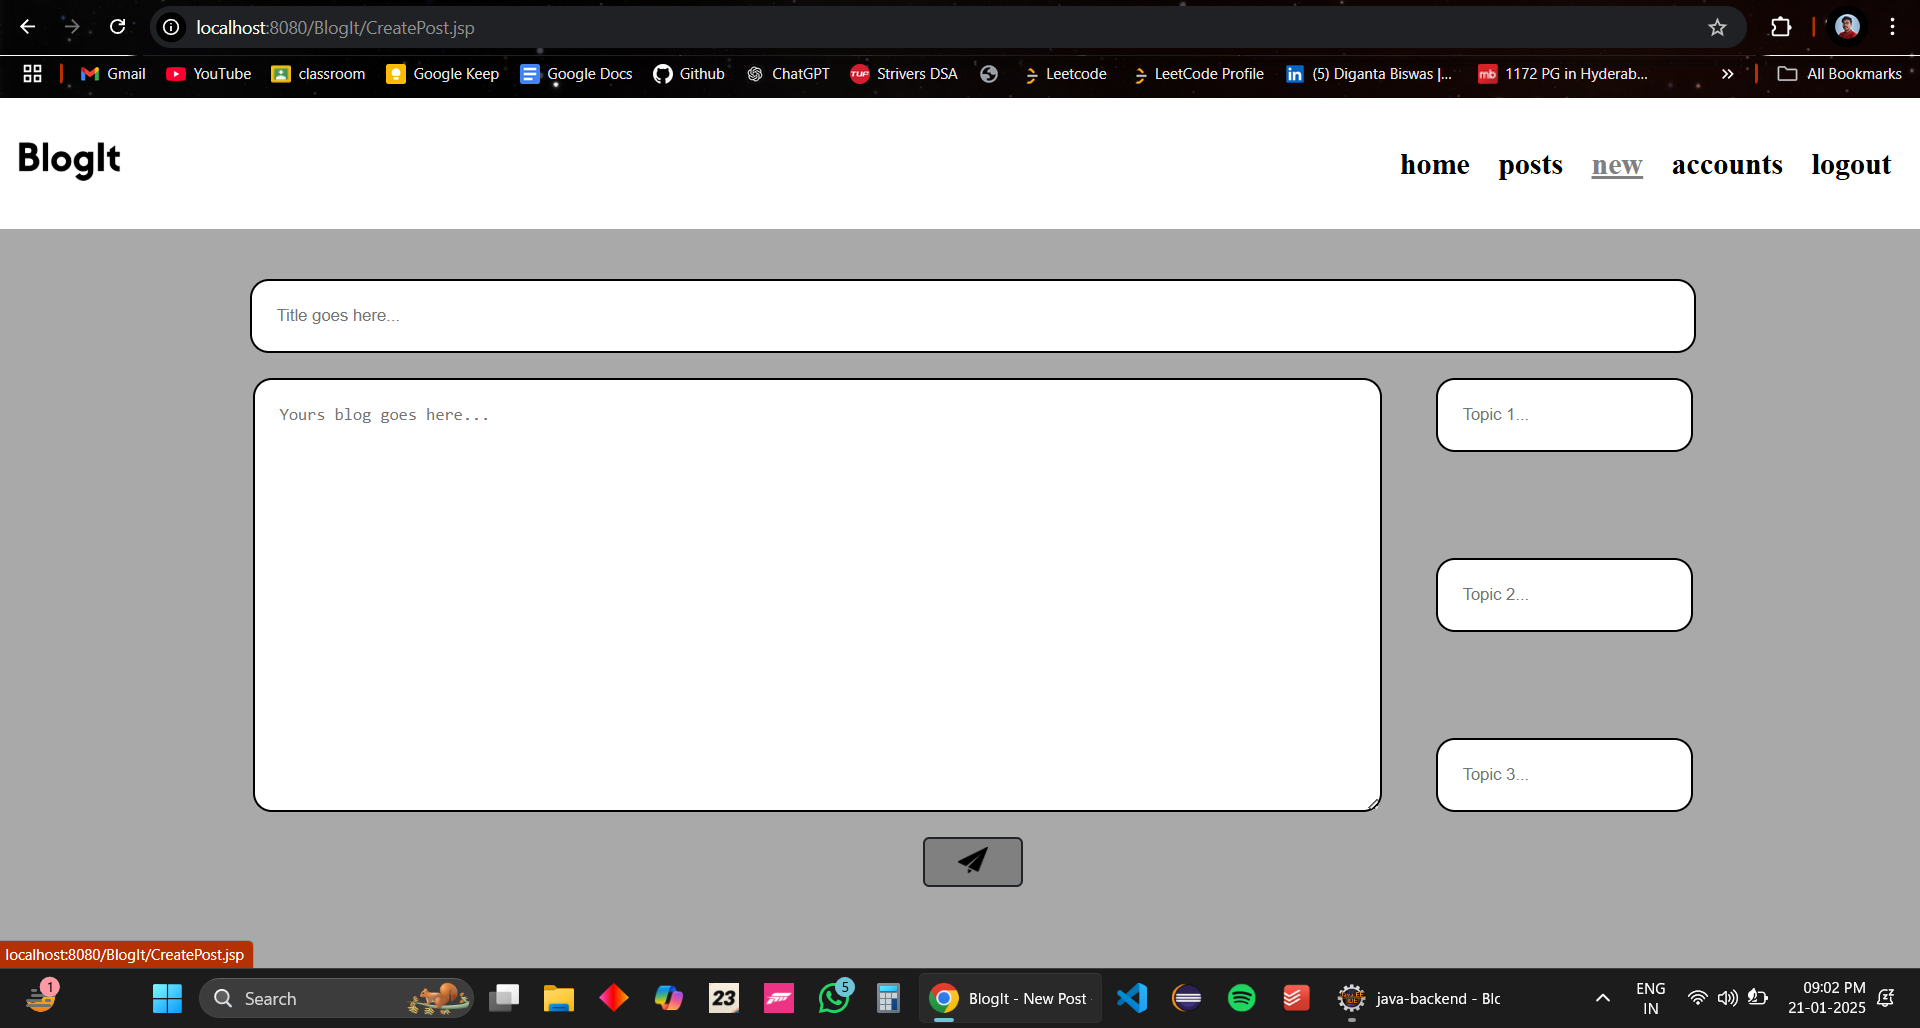 localhost:8080/BlogIt/CreatePost.jsp
Gmail YouTube classroom Google Keep Google Docs Github ChatGPT TUF Strivers DSA Leetcode LeetCode Profile in (5) Diganta Biswas |... mb 1172 PG in Hyderab... » All Bookmarks
BlogIt home posts new accounts logout
Title goes here...
Yours blog goes here... Topic 1...
Topic 2...
Topic 3...
localhost:8080/BlogIt/CreatePost.jsp
1 Search 23 5 BlogIt - New Post java-backend - Blc ENG IN 09:02 PM 21-01-2025